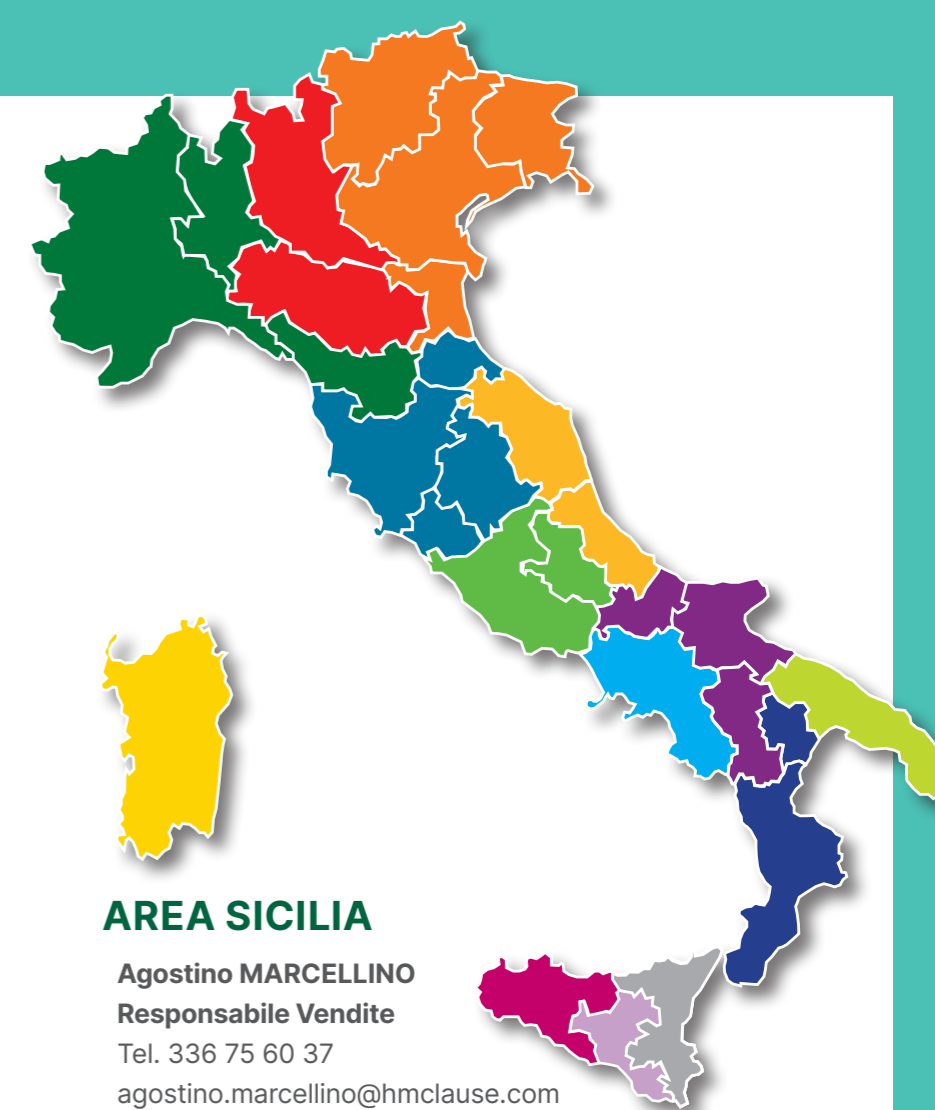 AREA SICILIA
Agostino MARCELLINO
Responsabile Vendite
Tel. 336 75 60 37
agostino.marcellino@hmclause.com